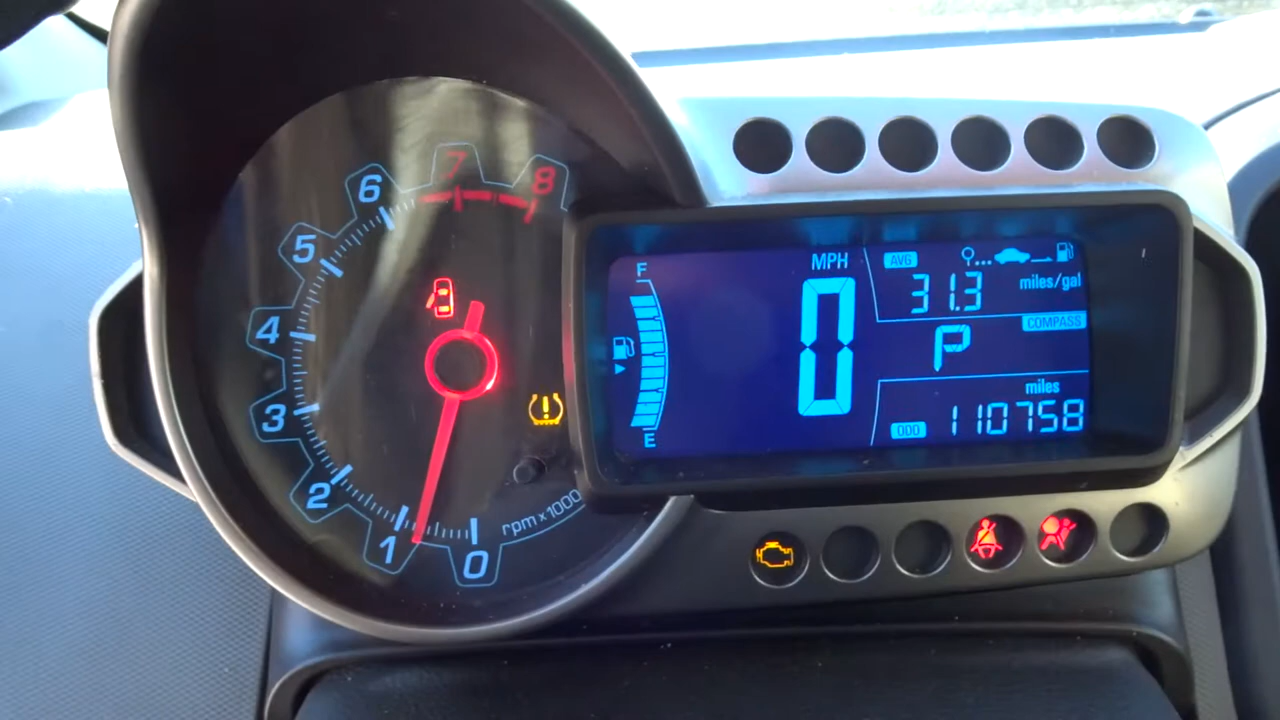 7
8
6
5
4
3
2
1
0
rpm x 1000
F
E
MPH
0
AVG
31.3
miles/gal
COMPASS
P
miles
ODO
110758